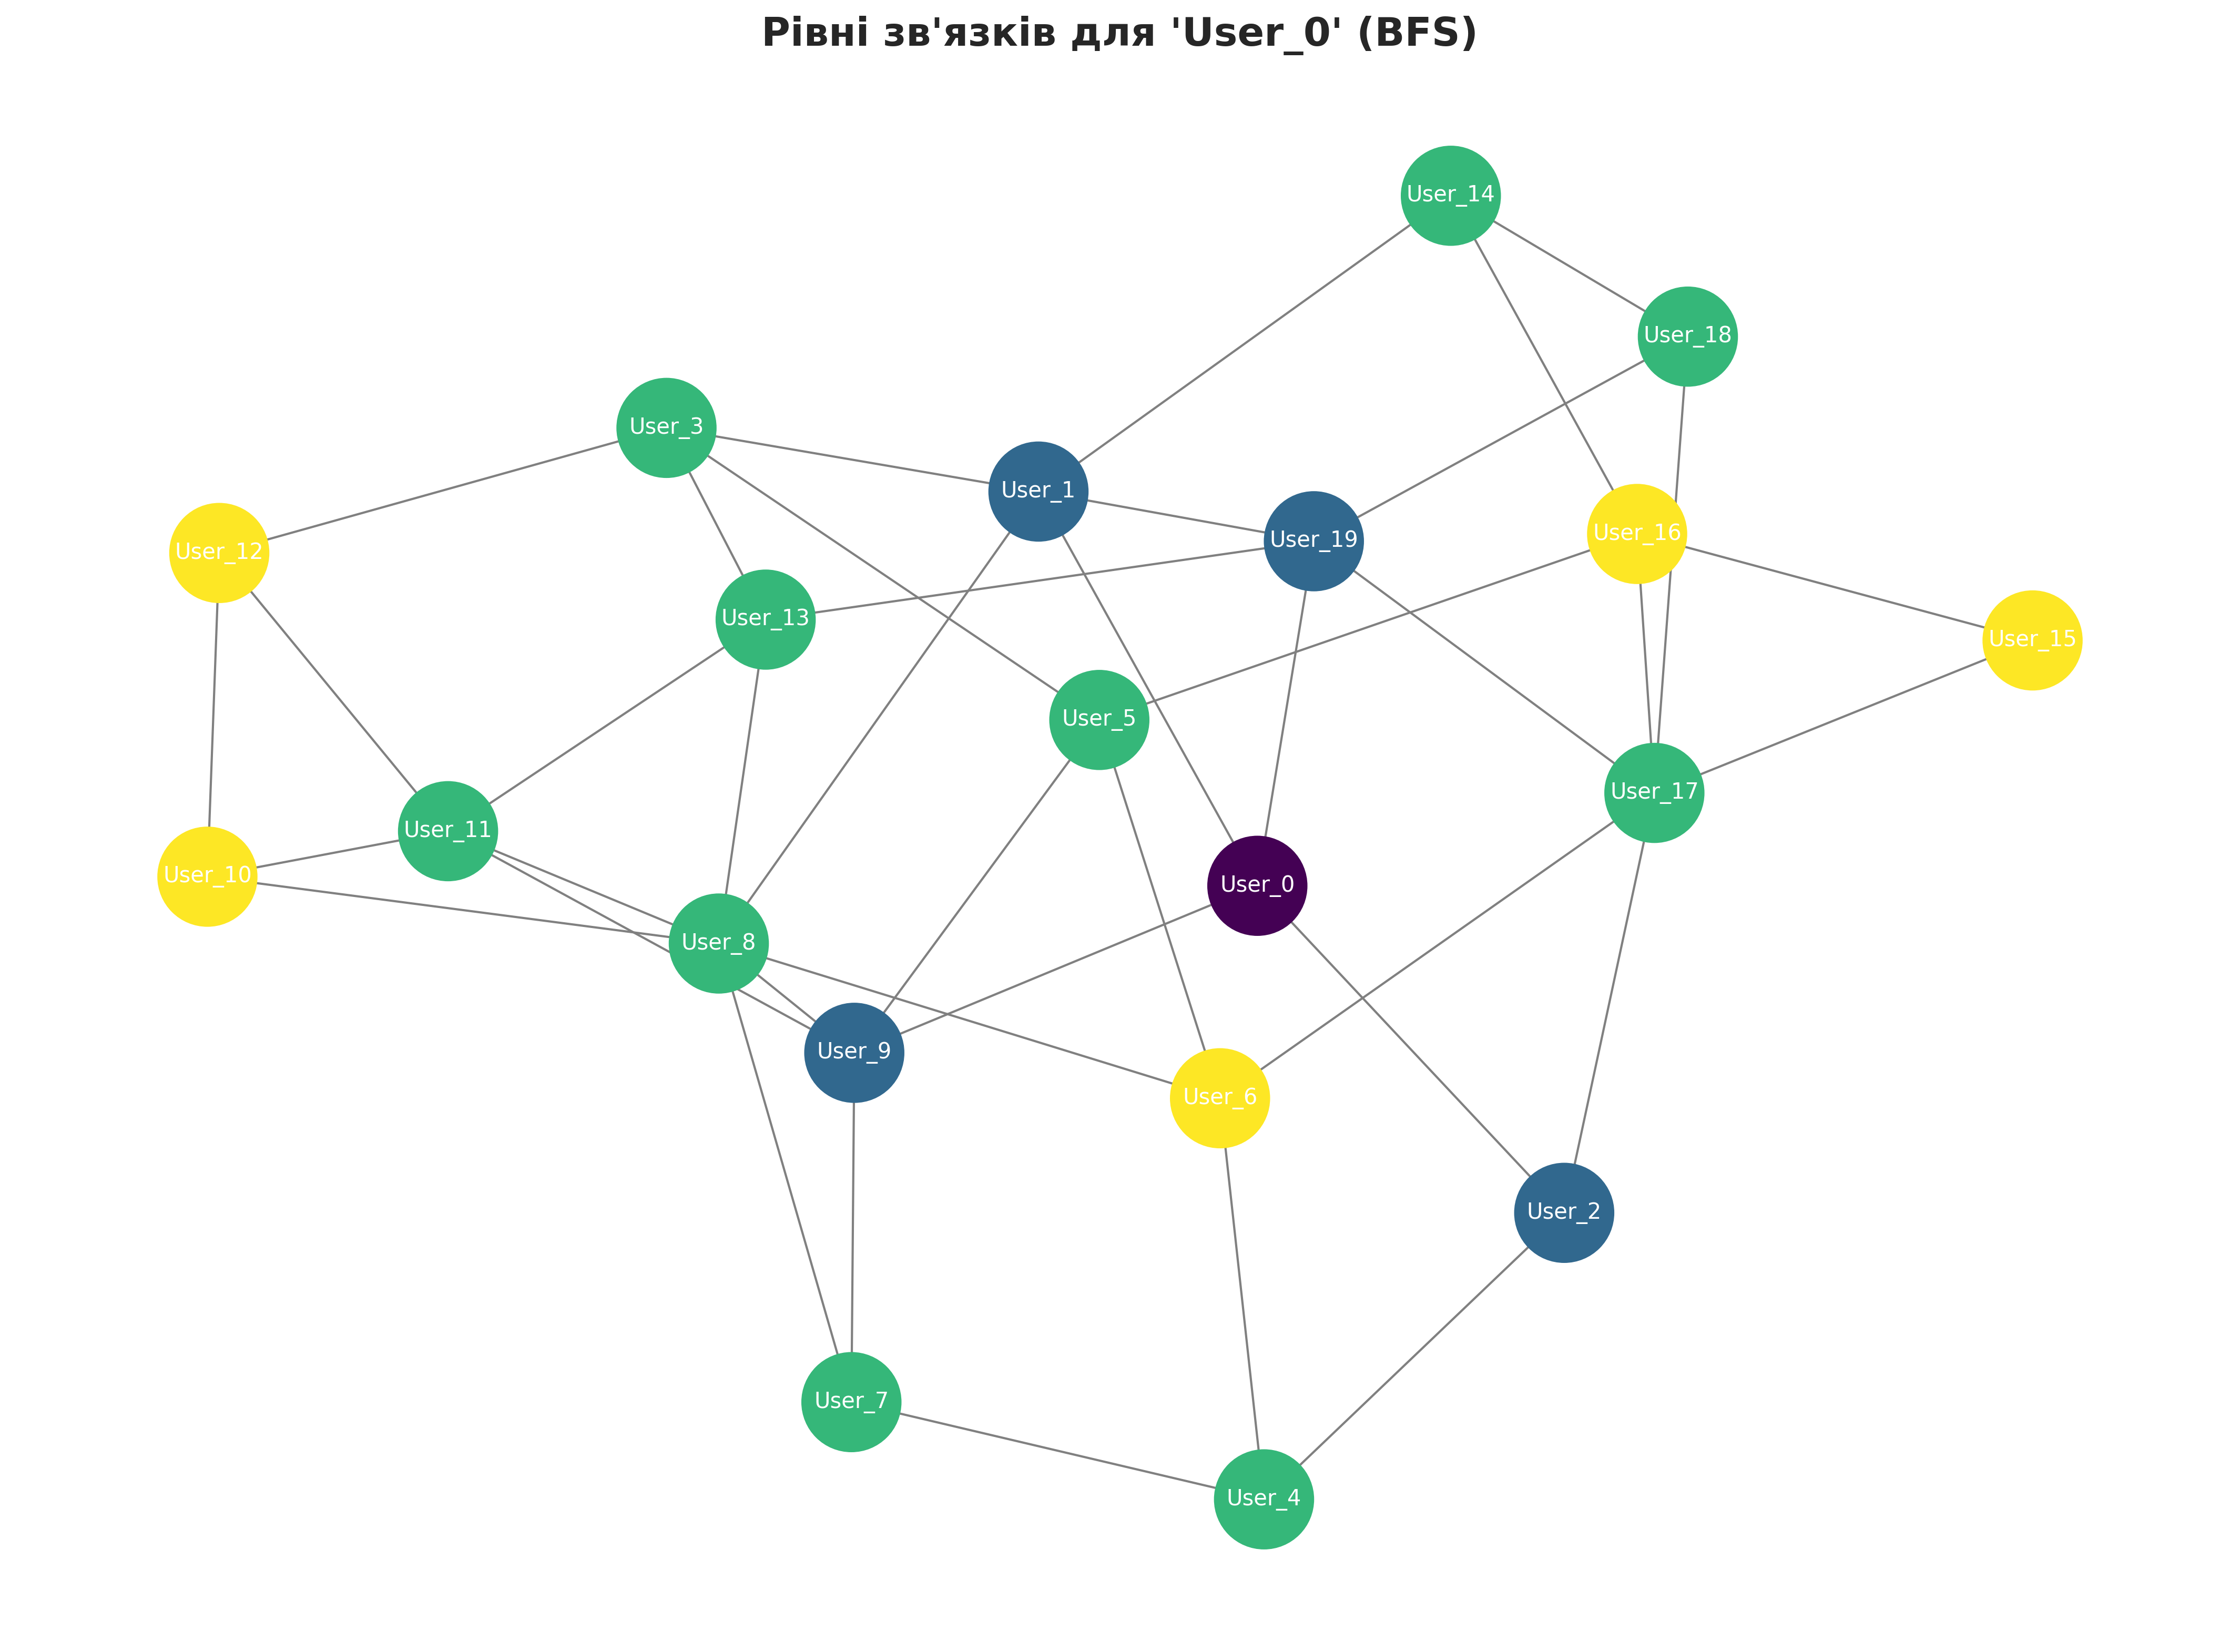 Рівні зв'язків для 'User_0' (BFS)
User_14
User_18
User_3
User_1
User_16
User_19
User_12
User_13
User_15
User_5
User_17
User_11
User_10
User_0
User_8
User_9
User_6
User_2
User_7
User_4